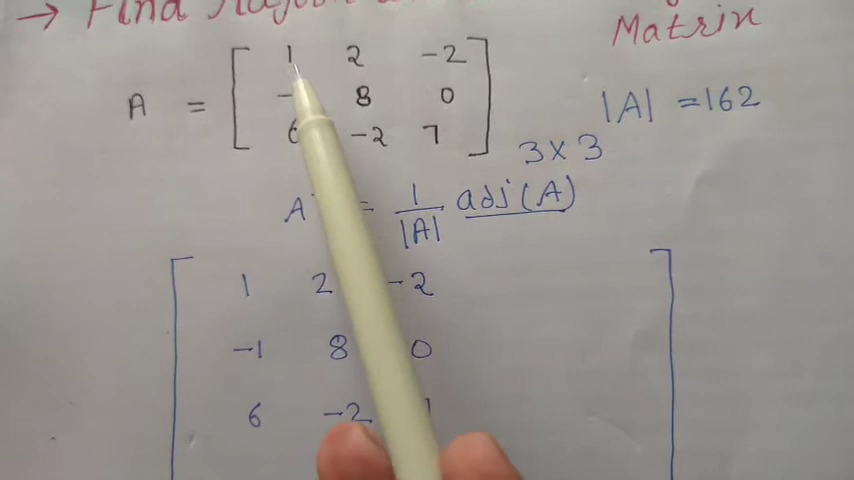 → Find
Matrix
1 2 -2
A = - 8 0
6 -2 7
|A| = 162
3 x 3
A = 1/|A| adj(A)
1 2 -2
-1 8 0
6 -2